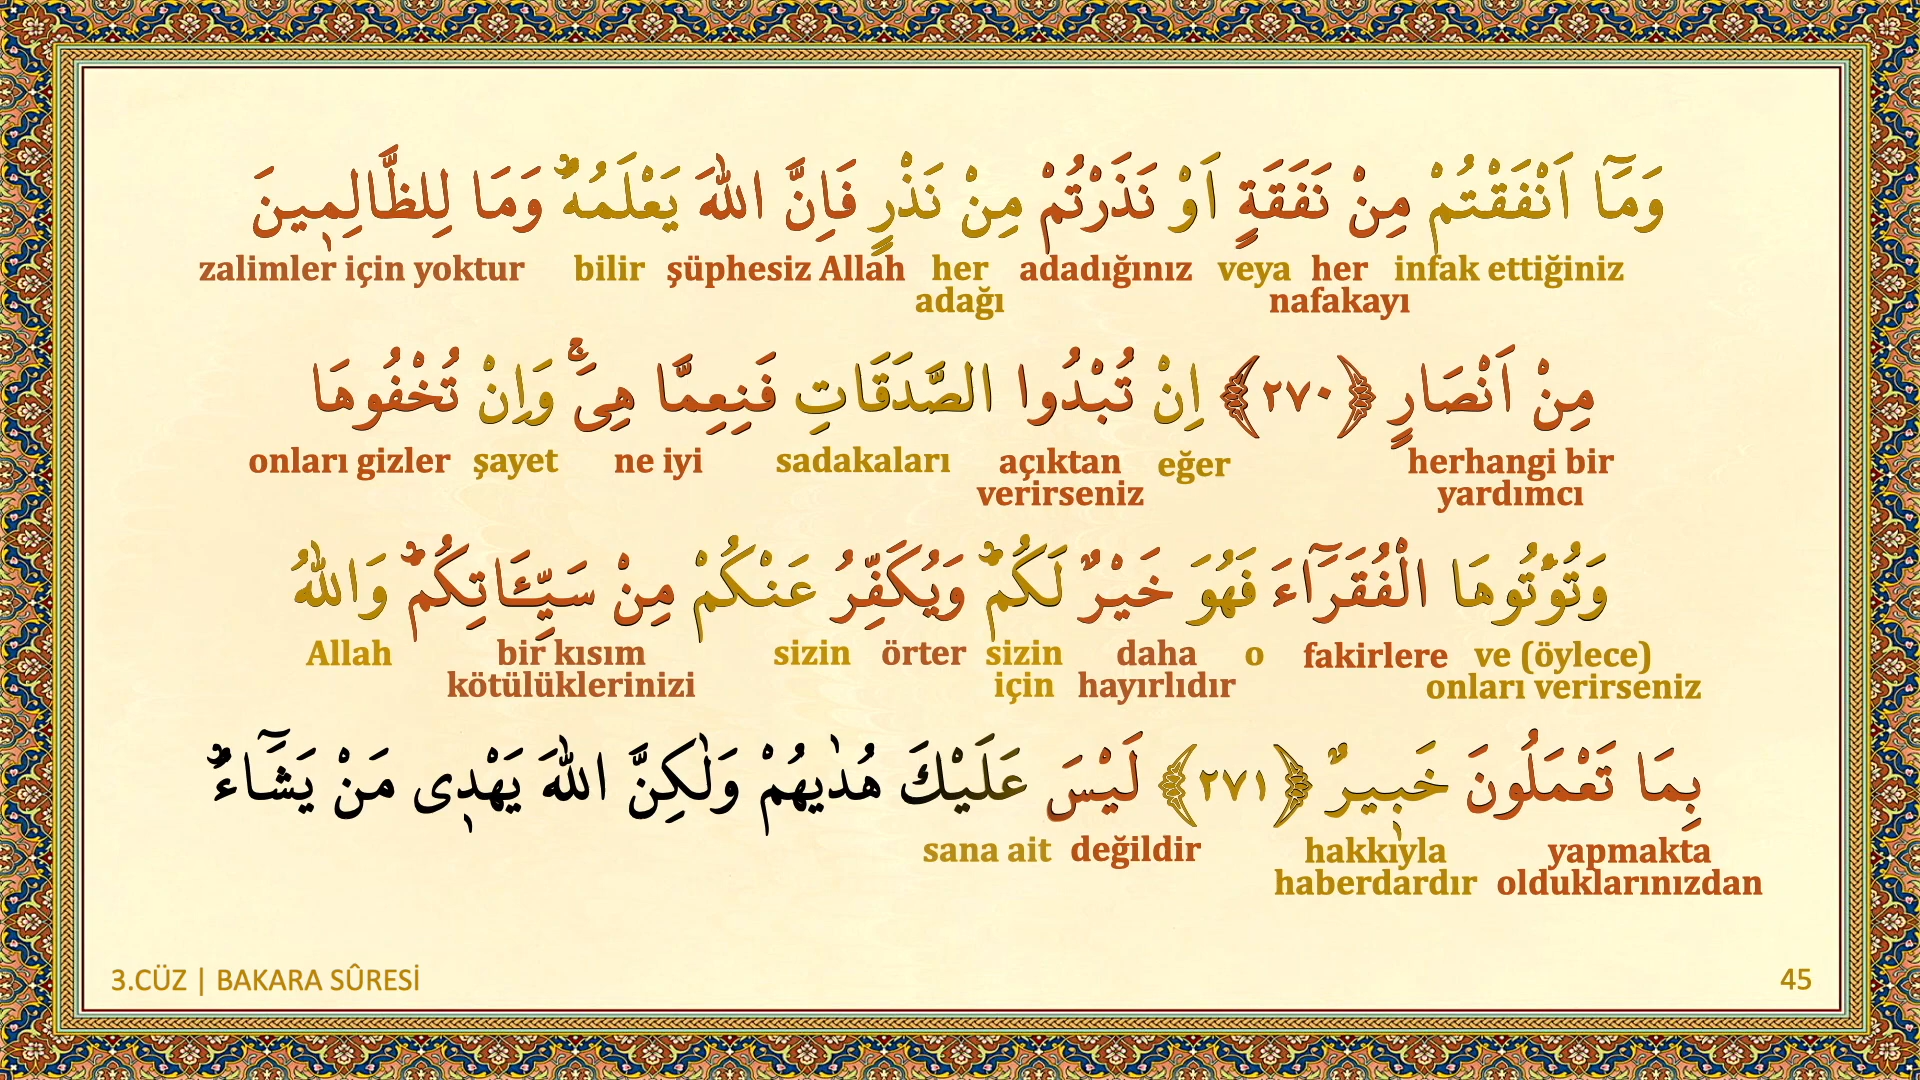 وَمَٓا اَنْفَقْتُمْ مِنْ نَفَقَةٍ اَوْ نَذَرْتُمْ مِنْ نَذْرٍ فَاِنَّ اللّٰهَ يَعْلَمُهُۜ وَمَا لِلظَّالِمٖينَ
zalimler için yoktur bilir şüphesiz Allah her adağı adadığınız veya her nafakayı infak ettiğiniz
مِنْ اَنْصَارٍ ﴿٢٧٠﴾ اِنْ تُبْدُوا الصَّدَقَاتِ فَنِعِمَّا هِىَۚ وَاِنْ تُخْفُوهَا
onları gizler şayet ne iyi sadakaları açıktan verirseniz eğer herhangi bir yardımcı
وَتُؤْتُوهَا الْفُقَرَٓاءَ فَهُوَ خَيْرٌ لَكُمْۜ وَيُكَفِّرُ عَنْكُمْ مِنْ سَيِّـَٔاتِكُمْۜ وَاللّٰهُ
Allah bir kısım kötülüklerinizi sizin örter sizin için daha hayırlıdır o fakirlere ve (öylece) onları verirseniz
بِمَا تَعْمَلُونَ خَبٖيرٌ ﴿٢٧١﴾ لَيْسَ عَلَيْكَ هُدٰيهُمْ وَلٰكِنَّ اللّٰهَ يَهْدٖى مَنْ يَشَٓاءُۜ
sana ait değildir hakkıyla haberdardır yapmakta olduklarınızdan
3.CÜZ | BAKARA SÛRESİ 45